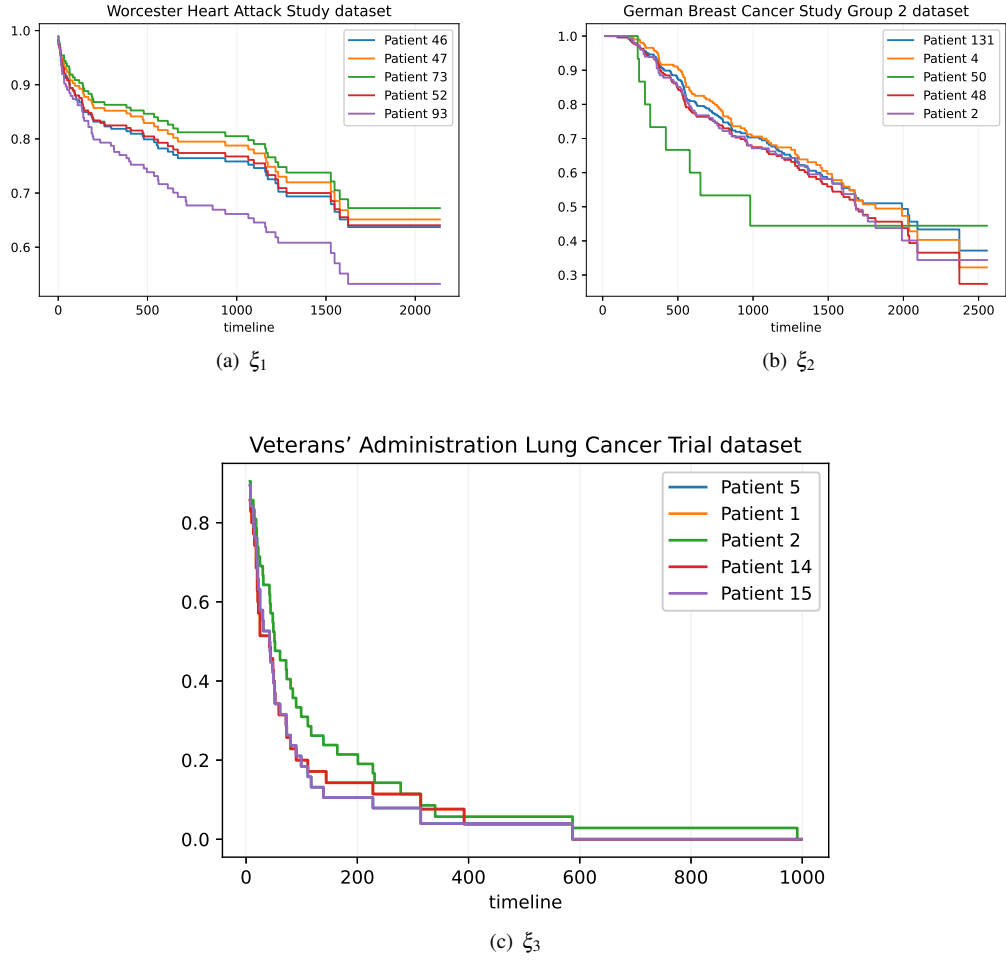 Worcester Heart Attack Study dataset
1.0
0.9
0.8
0.7
0.6
Patient 46
Patient 47
Patient 73
Patient 52
Patient 93
0 500 1000 1500 2000
timeline
(a) ξ1
German Breast Cancer Study Group 2 dataset
1.0
0.9
0.8
0.7
0.6
0.5
0.4
0.3
Patient 131
Patient 4
Patient 50
Patient 48
Patient 2
0 500 1000 1500 2000 2500
timeline
(b) ξ2
Veterans’ Administration Lung Cancer Trial dataset
0.8
0.6
0.4
0.2
0.0
Patient 5
Patient 1
Patient 2
Patient 14
Patient 15
0 200 400 600 800 1000
timeline
(c) ξ3